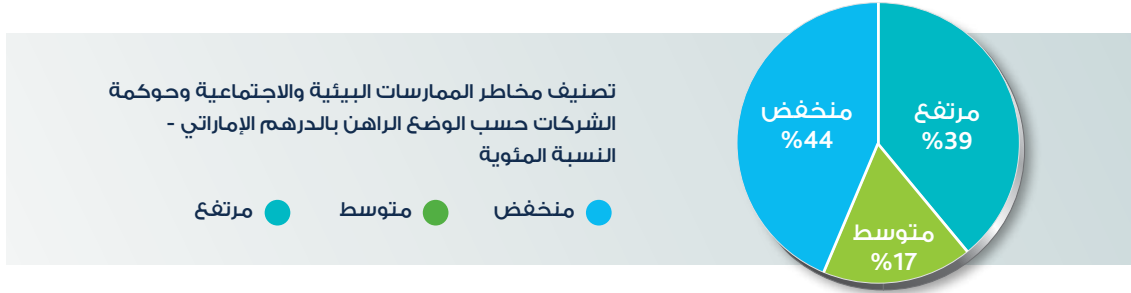 تصنيف مخاطر الممارسات البيئية والاجتماعية وحوكمة
الشركات حسب الوضع الراهن بالدرهم الإماراتي -
النسبة المئوية
منخفض
متوسط
مرتفع
مرتفع
%39
منخفض
%44
متوسط
%17